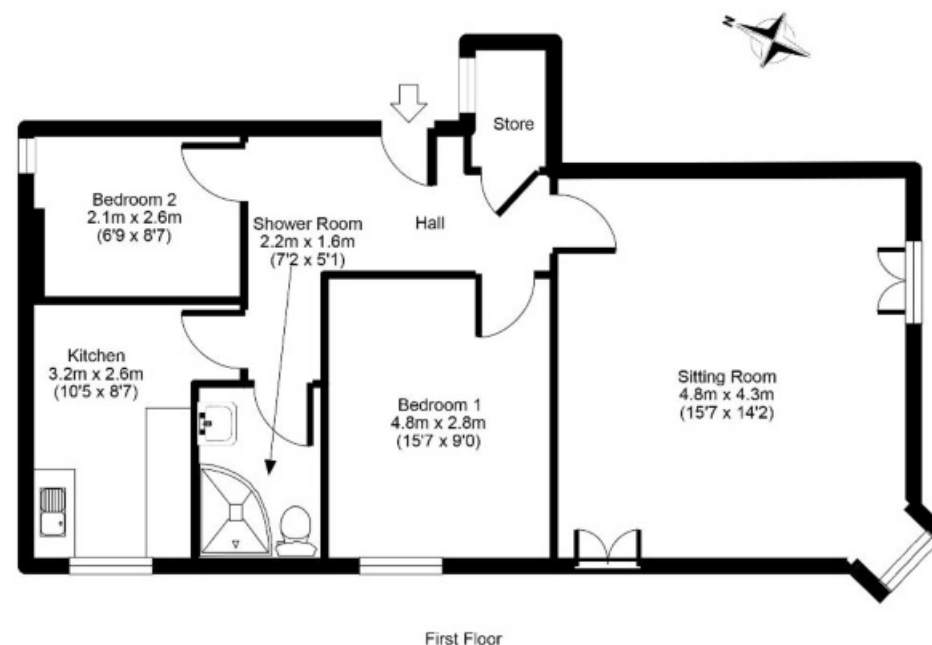 N
Store
Bedroom 2
2.1m x 2.6m
(6'9 x 8'7)
Shower Room
2.2m x 1.6m
(7'2 x 5'1)
Hall
Kitchen
3.2m x 2.6m
(10'5 x 8'7)
Bedroom 1
4.8m x 2.8m
(15'7 x 9'0)
Sitting Room
4.8m x 4.3m
(15'7 x 14'2)
First Floor